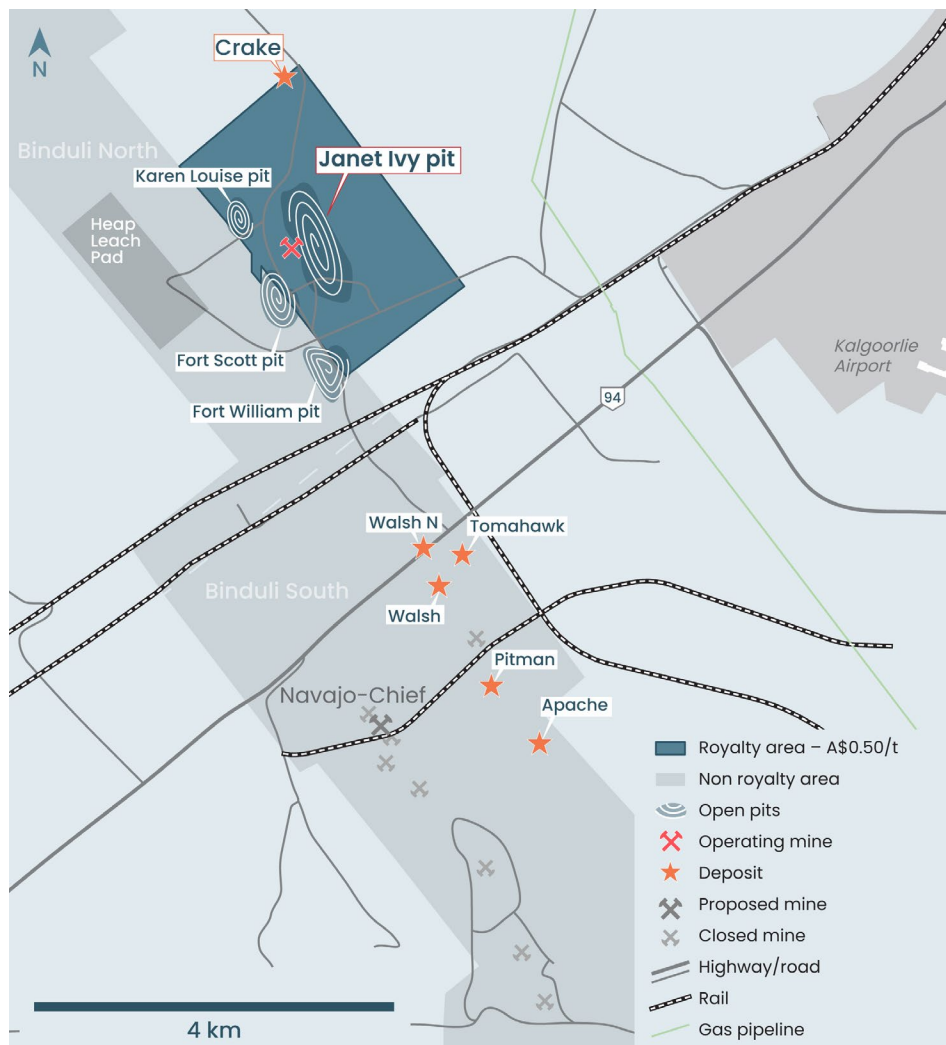 N
Crake
Binduli North
Janet Ivy pit
Karen Louise pit
Heap
Leach
Pad
Fort Scott pit
Fort William pit
Kalgoorlie
Airport
94
Walsh N
Tomahawk
Binduli South
Walsh
Pitman
Navajo-Chief
Apache
Royalty area – A$0.50/t
Non royalty area
Open pits
Operating mine
Deposit
Proposed mine
Closed mine
Highway/road
Rail
Gas pipeline
4 km